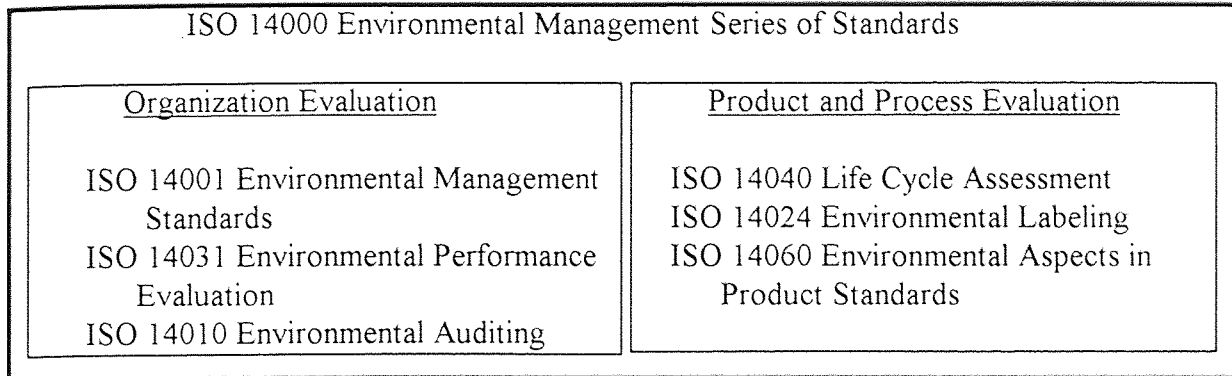 ISO 14000 Environmental Management Series of Standards
Organization Evaluation
ISO 14001 Environmental Management
Standards
ISO 14031 Environmental Performance
Evaluation
ISO 14010 Environmental Auditing
Product and Process Evaluation
ISO 14040 Life Cycle Assessment
ISO 14024 Environmental Labeling
ISO 14060 Environmental Aspects in
Product Standards